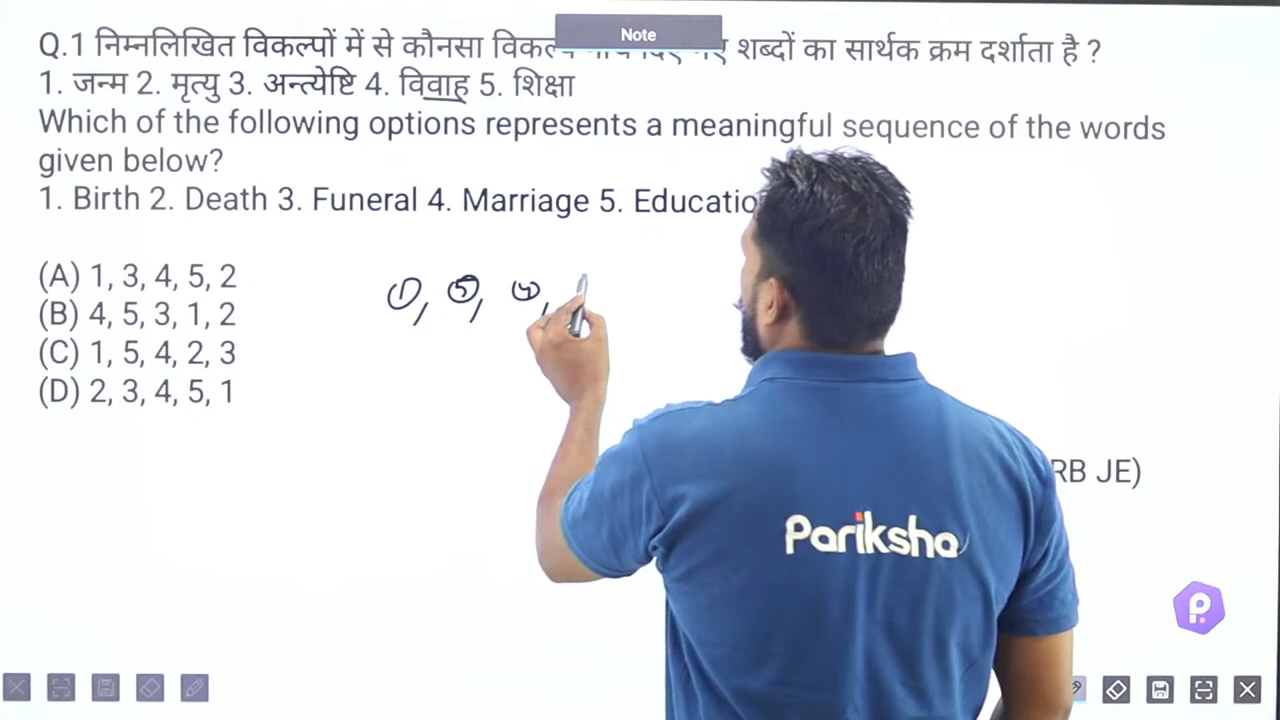 Note
Q.1 निम्नलिखित विकल्पों में से कौनसा शब्दों का सार्थक क्रम दर्शाता है ?
1. जन्म 2. मृत्यु 3. अन्त्येष्टि 4. विवाह 5. शिक्षा
Which of the following options represents a meaningful sequence of the words
given below?
1. Birth 2. Death 3. Funeral 4. Marriage 5. Educatio
(A) 1, 3, 4, 5, 2
(B) 4, 5, 3, 1, 2
(C) 1, 5, 4, 2, 3
(D) 2, 3, 4, 5, 1
1, 5, 4,
RB JE)
Pariksha
P.